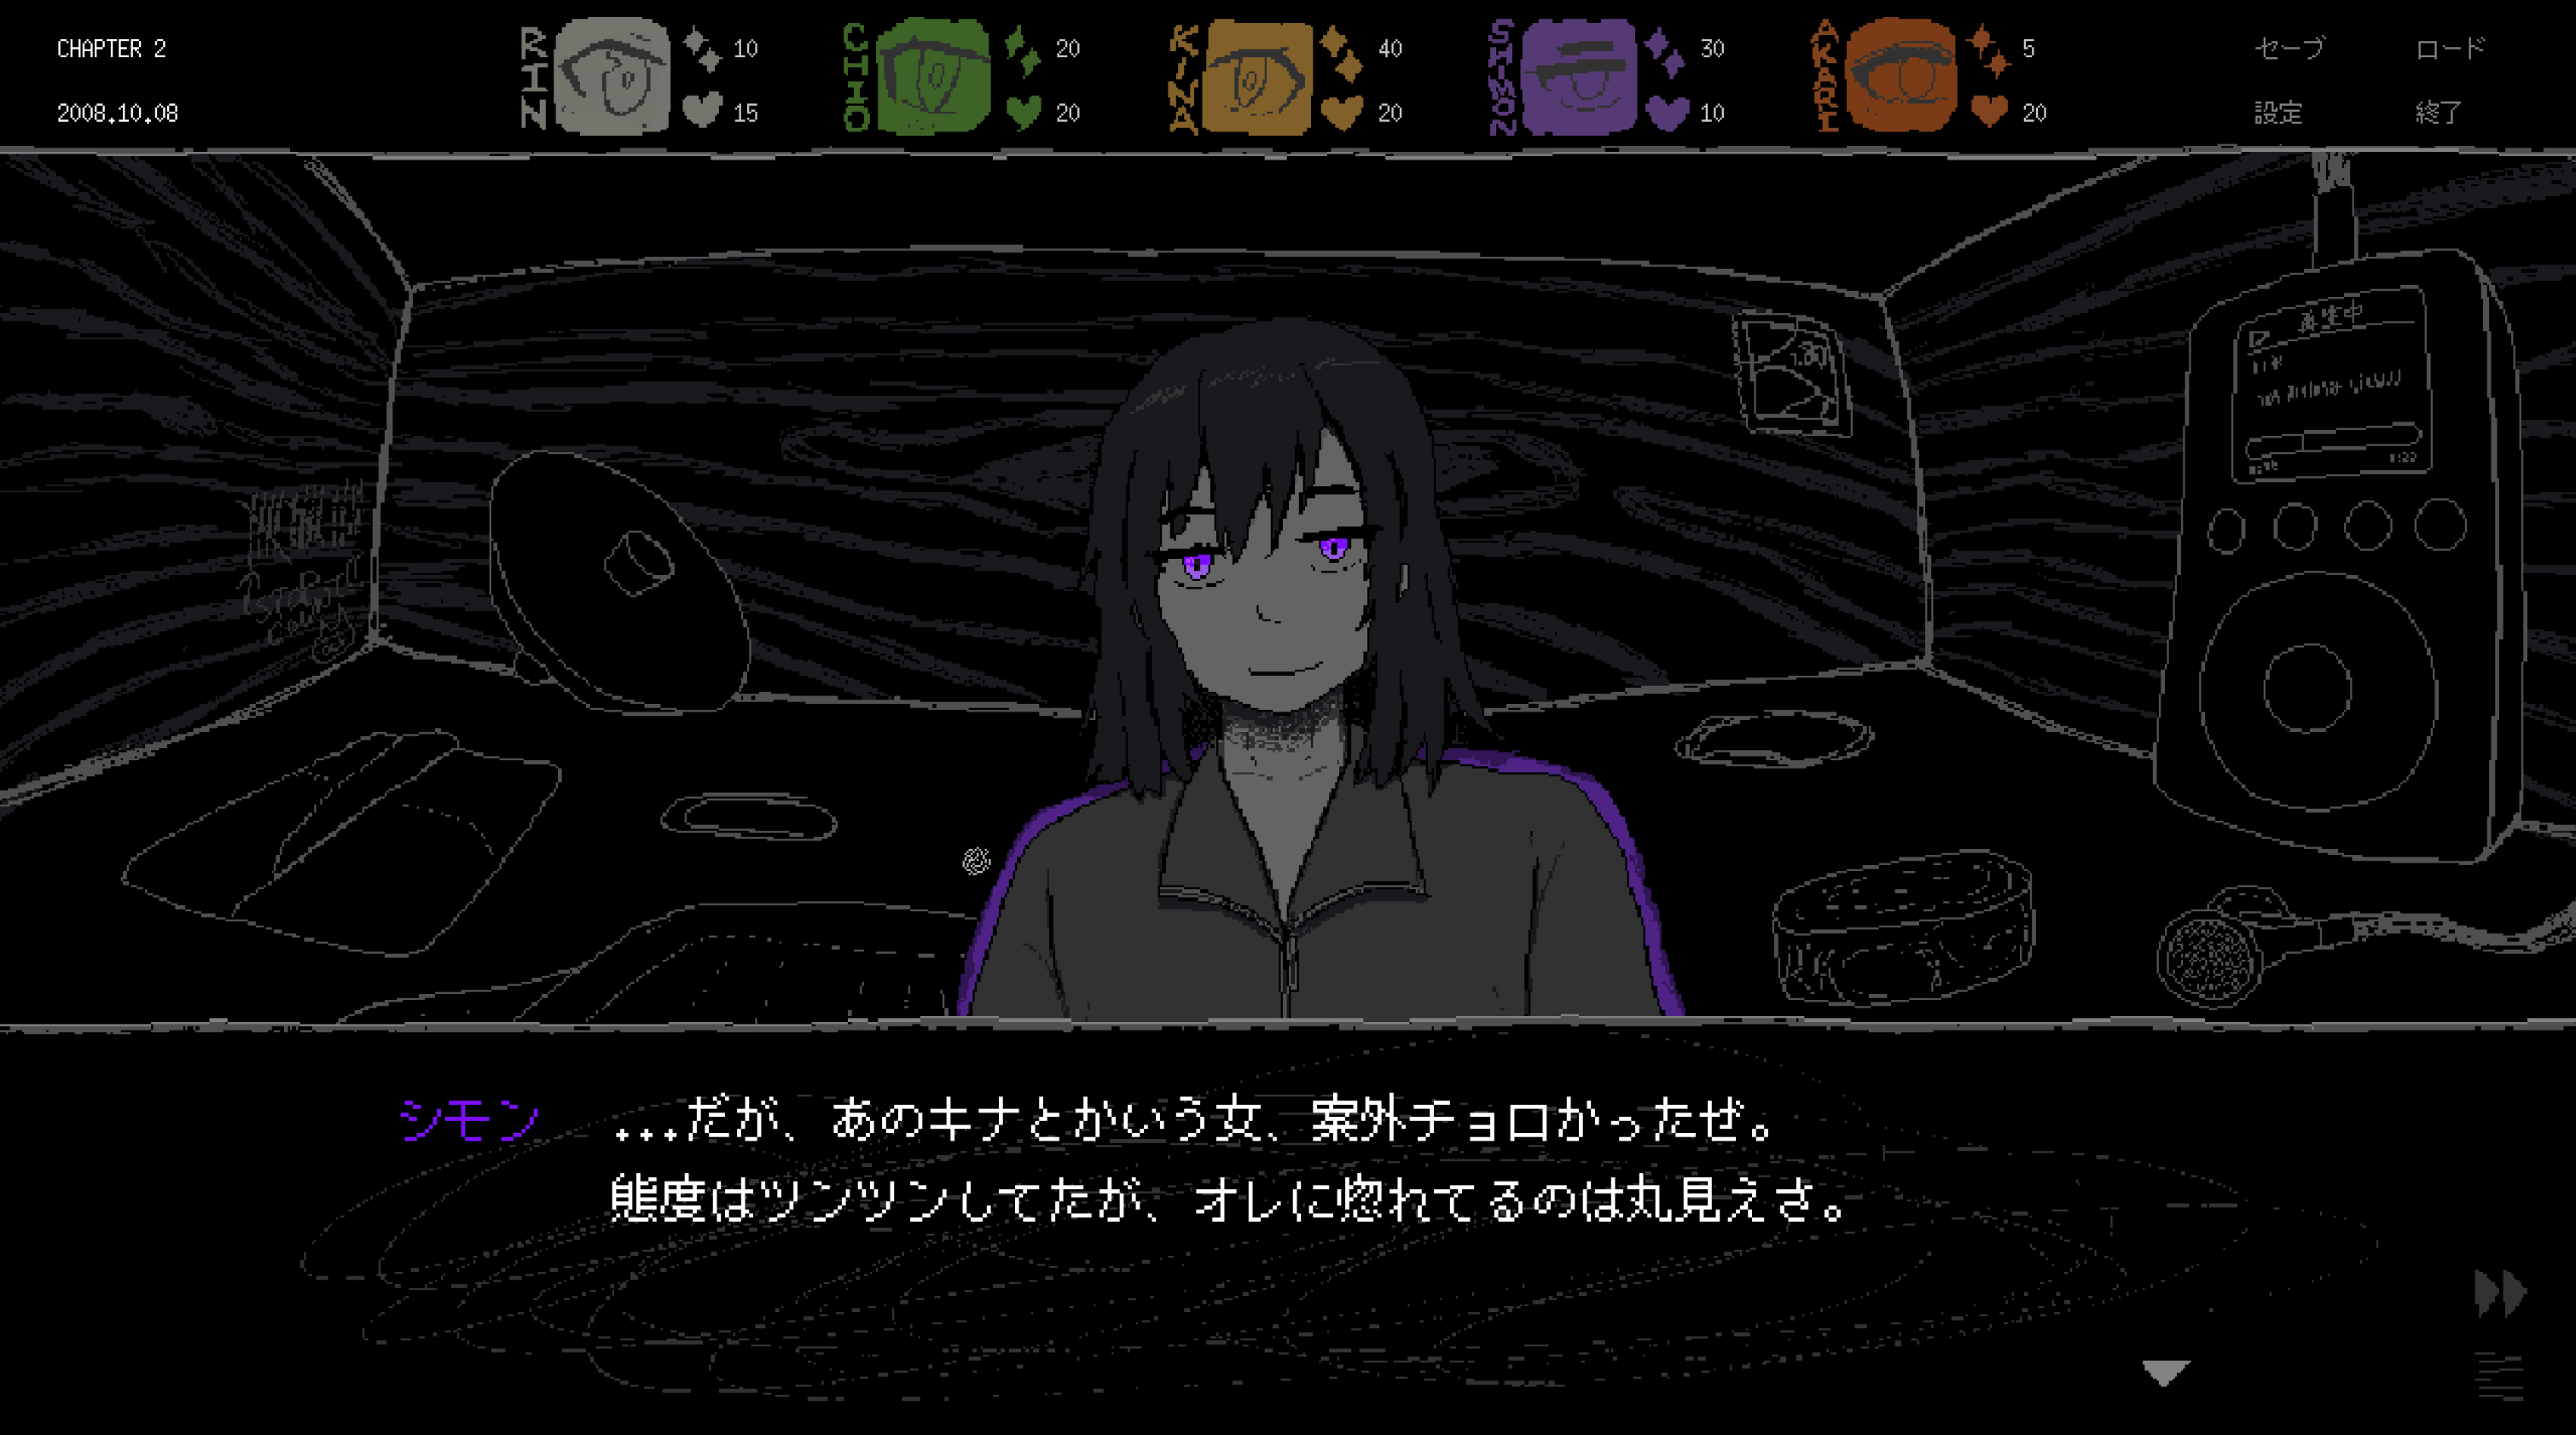 CHAPTER 2
2008.10.08
RIN
10
15
CHIO
20
20
KINA
40
20
SHIMON
30
10
AKARI
5
20
セーブ
ロード
設定
終了
再生中
シモン
...だが、あのキナとかいう女、案外チョロかったぜ。
態度はツンツンしてたが、オレに惚れてるのは丸見えさ。